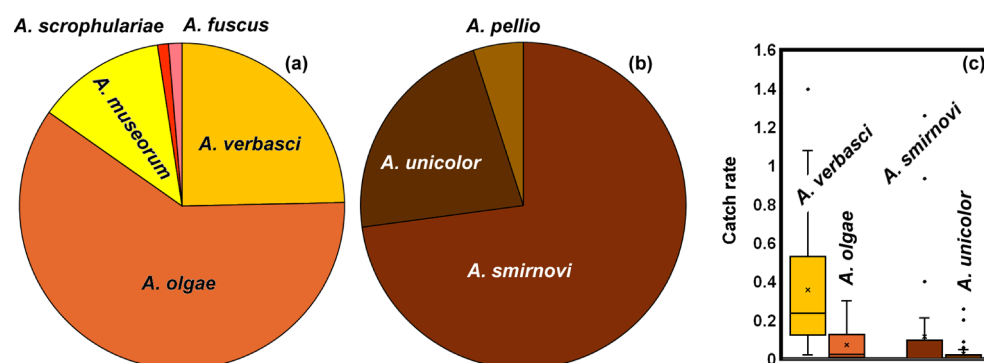 A. scrophulariae
A. fuscus
(a)
A. museorum
A. verbasci
A. olgae
A. pellio
(b)
A. unicolor
A. smirnovi
(c)
Catch rate
1.6
1.4
1.2
1
0.8
0.6
0.4
0.2
0
A. verbasci
A. olgae
A. smirnovi
A. unicolor